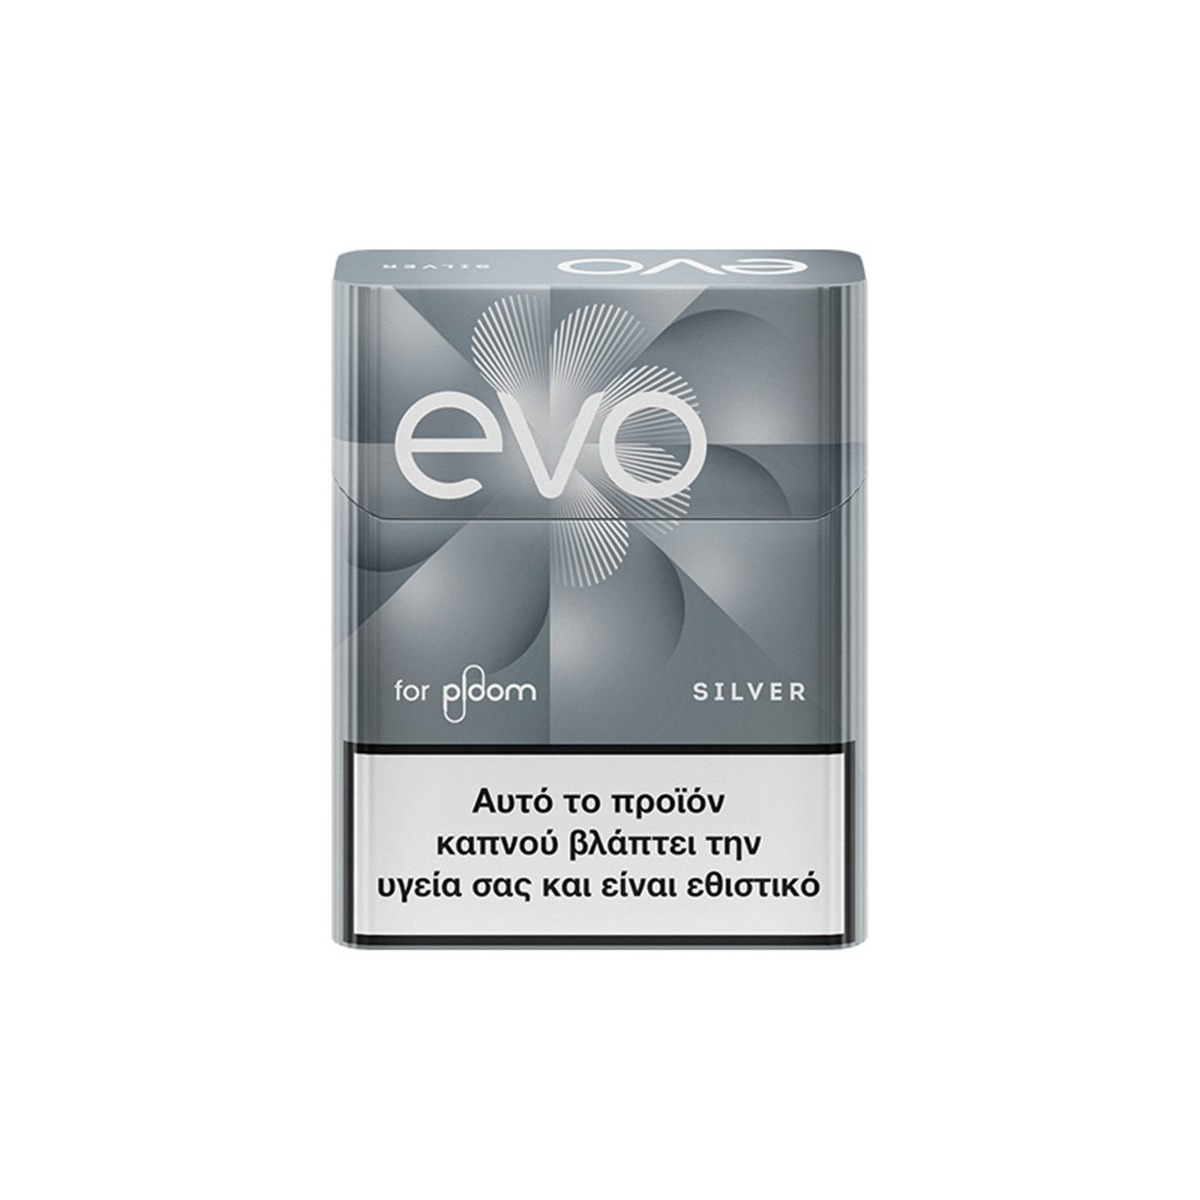 SILVER evo
evo
for ploom SILVER
Αυτό το προϊόν
καπνού βλάπτει την
υγεία σας και είναι εθιστικό